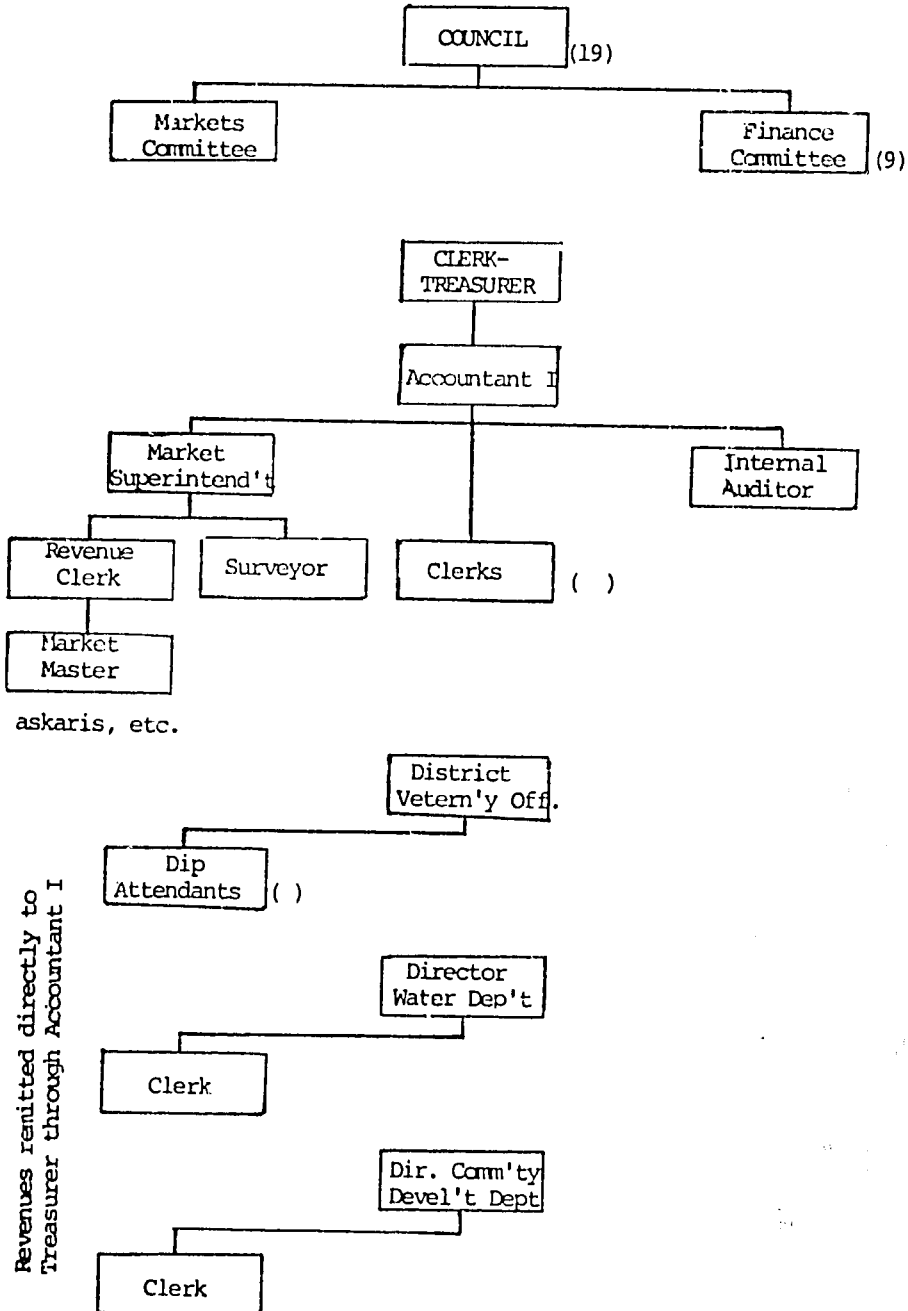 COUNCIL
(19)
Markets
Committee
Finance
Committee (9)
CLERK-
TREASURER
Accountant I
Market
Superintend't
Internal
Auditor
Revenue
Clerk
Surveyor
Clerks ( )
Market
Master
askaris, etc.
District
Vetern'y Off.
Dip
Attendants ( )
Director
Water Dep't
Clerk
Dir. Comm'ty
Devel't Dept
Clerk
Revenues remitted directly to
Treasurer through Accountant I